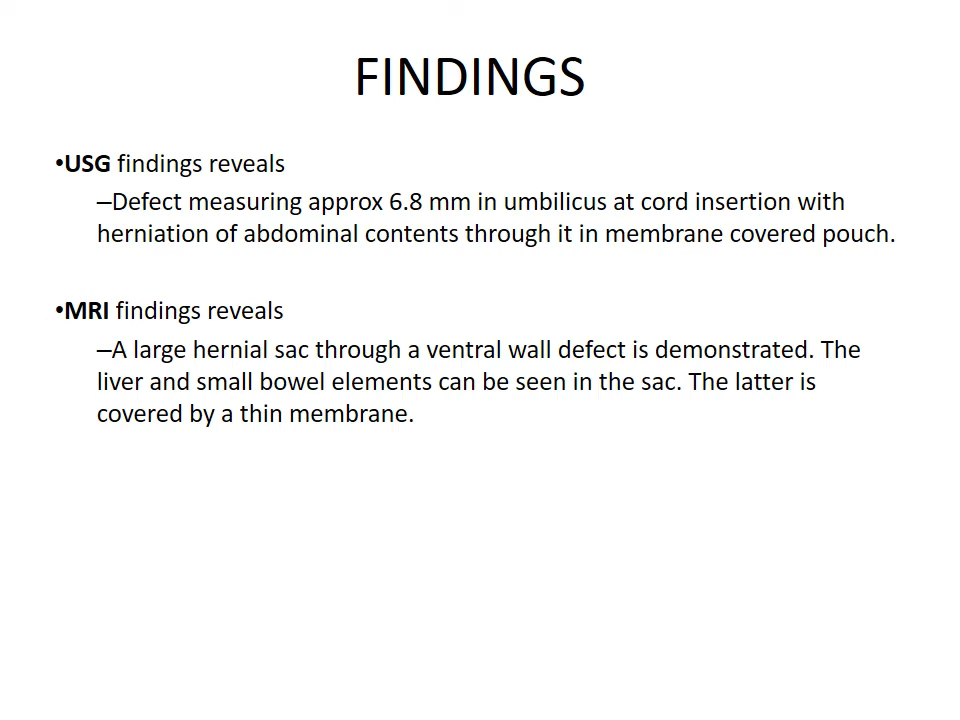 FINDINGS
•USG findings reveals
–Defect measuring approx 6.8 mm in umbilicus at cord insertion with
herniation of abdominal contents through it in membrane covered pouch.
•MRI findings reveals
–A large hernial sac through a ventral wall defect is demonstrated. The
liver and small bowel elements can be seen in the sac. The latter is
covered by a thin membrane.